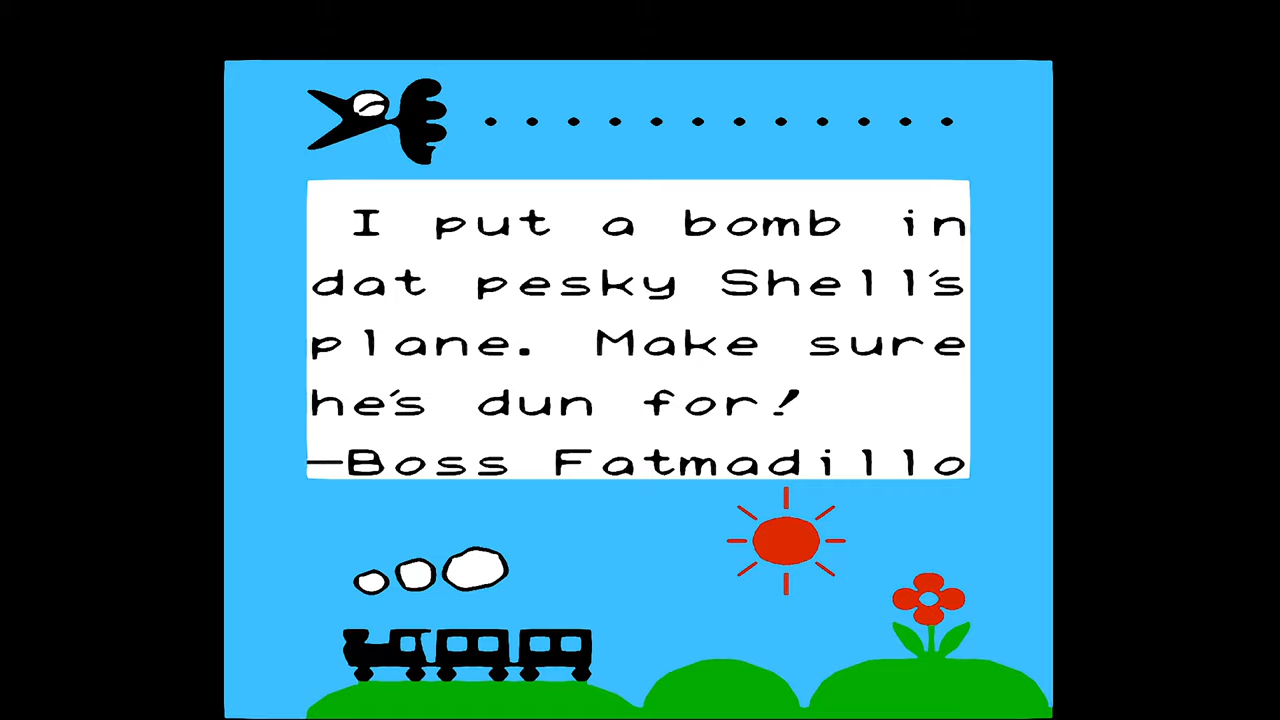 I put a bomb in
dat pesky Shell's
plane. Make sure
he's dun for!
—Boss Fatmadillo